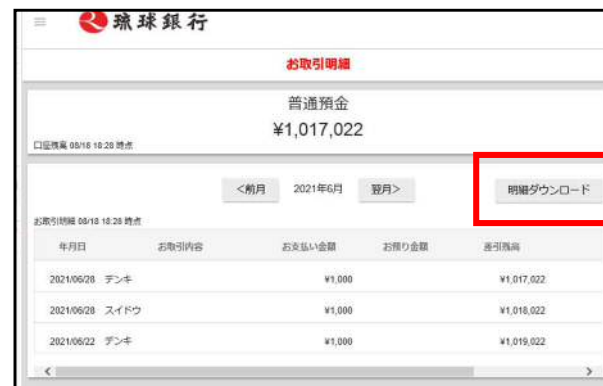 琉球銀行
お取引明細
普通預金
¥1,017,022
口座残高 08/18 18:28 時点
<前月 2021年6月 翌月> 明細ダウンロード
お取引明細 08/18 18:28 時点
年月日 お取引内容 お支払い金額 お預り金額 差引残高
2021/06/28 デンキ ¥1,000 ¥1,017,022
2021/06/28 スイドウ ¥1,000 ¥1,018,022
2021/06/22 デンキ ¥1,000 ¥1,019,022